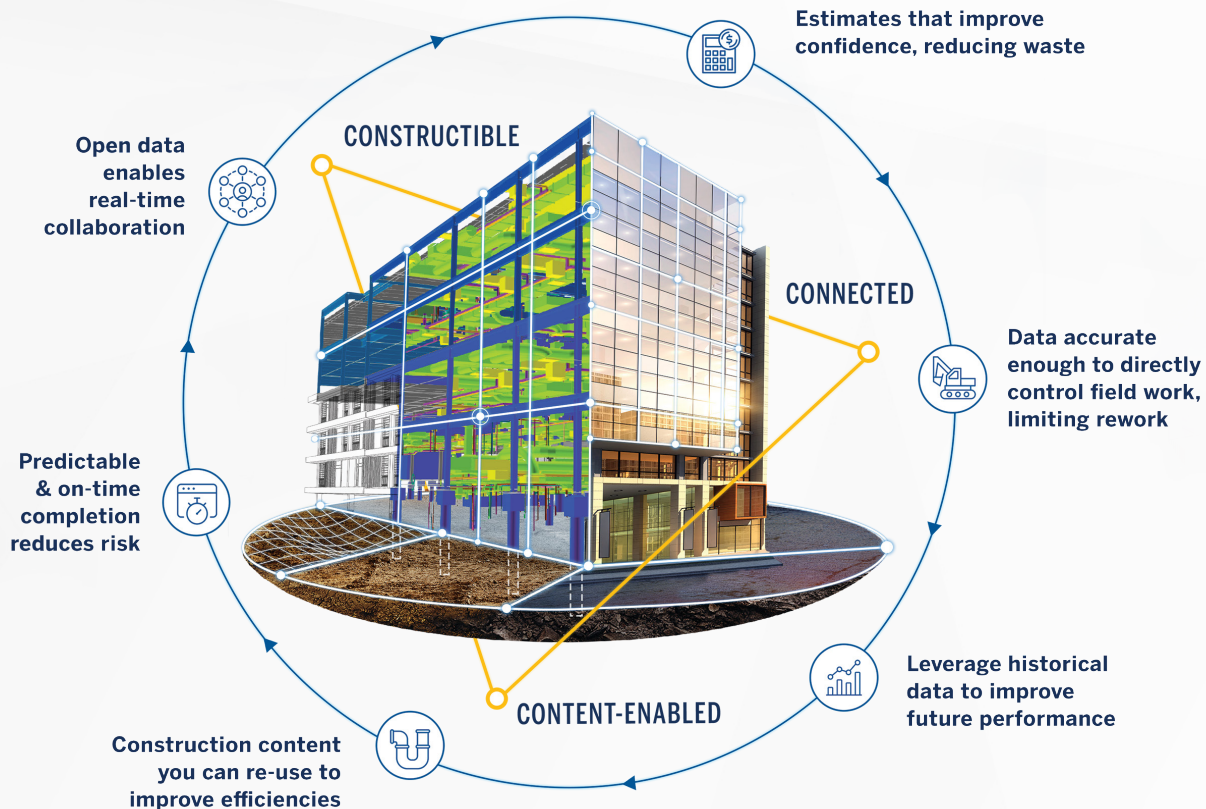 Estimates that improve
confidence, reducing waste
CONSTRUCTIBLE
Open data
enables
real-time
collaboration
CONNECTED
Data accurate
enough to directly
control field work,
limiting rework
Predictable
& on-time
completion
reduces risk
Leverage historical
data to improve
future performance
CONTENT-ENABLED
Construction content
you can re-use to
improve efficiencies
$